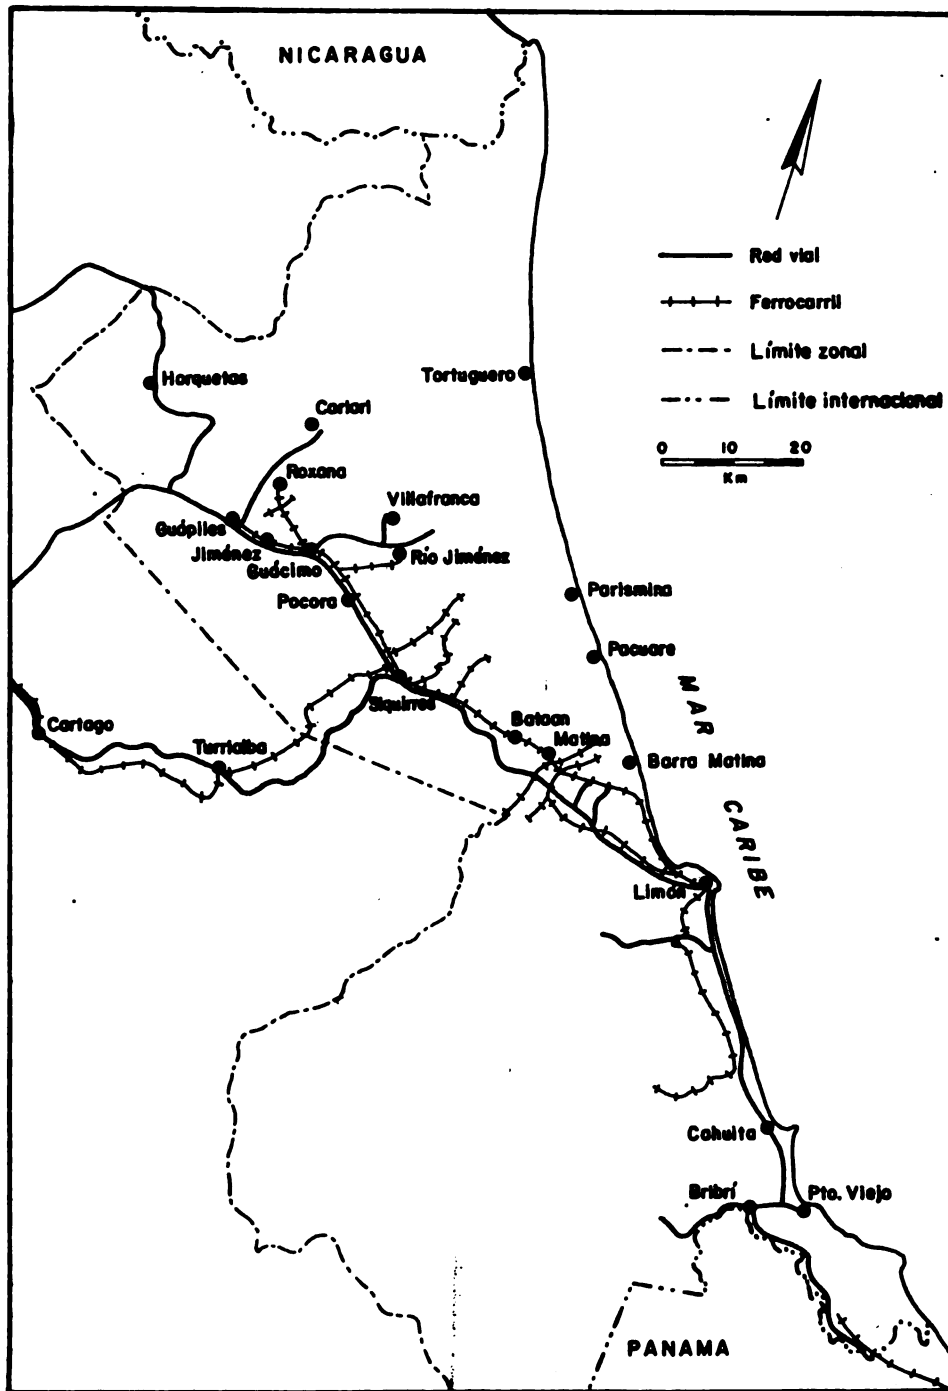 NICARAGUA
Red vial
Ferrocarril
Límite zonal
Límite internacional
0 10 20
Km
Horquetas
Tortuguero
Cariari
Roxana
Villafranca
Guápiles
Jiménez
Guácimo
Río Jiménez
Pocora
Parismina
Pacuare
Siquirres
MAR CARIBE
Cartago
Turrialba
Bataan
Matina
Barra Matina
Limón
Cahuita
Bribrí
Pto. Viejo
PANAMA